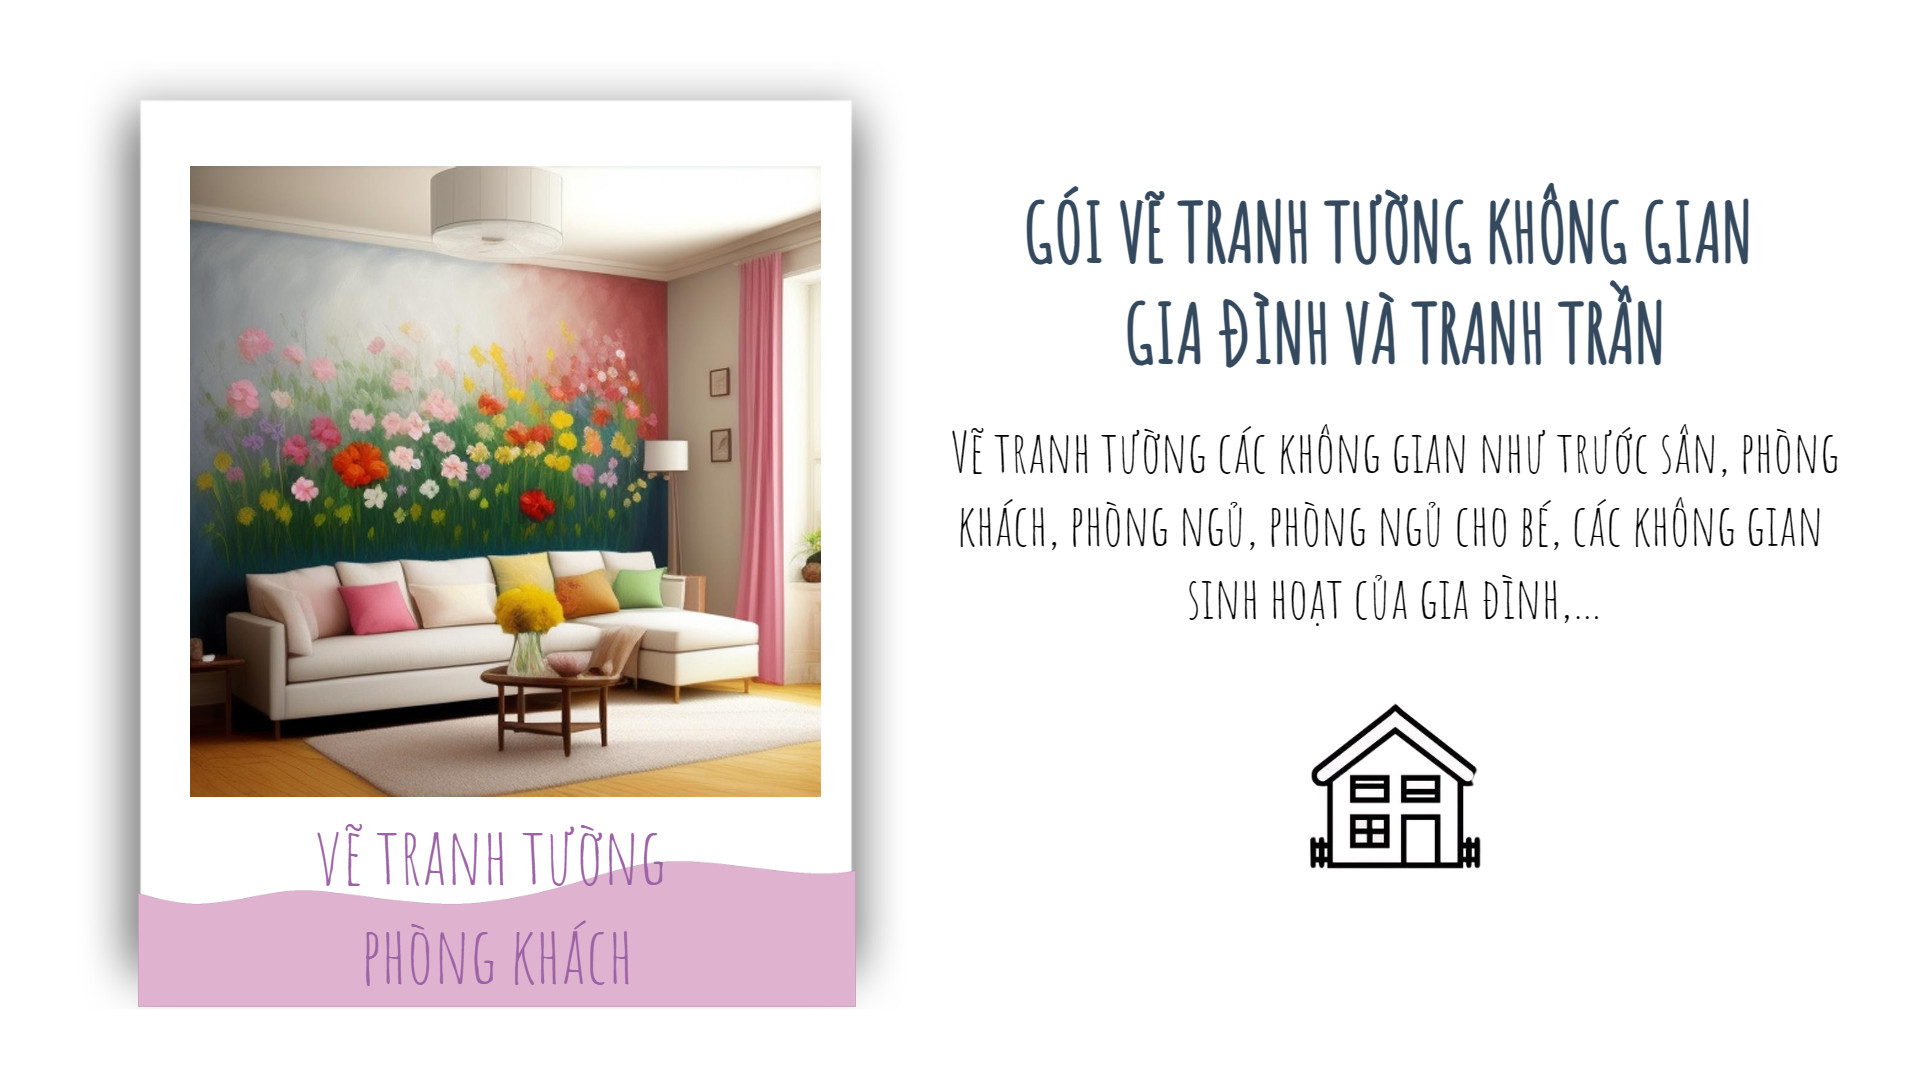 GÓI VẼ TRANH TƯỜNG KHÔNG GIAN
GIA ĐÌNH VÀ TRANH TRẦN
VẼ TRANH TƯỜNG CÁC KHÔNG GIAN NHƯ TRƯỚC SÂN, PHÒNG
KHÁCH, PHÒNG NGỦ, PHÒNG NGỦ CHO BÉ, CÁC KHÔNG GIAN
SINH HOẠT CỦA GIA ĐÌNH,...
VẼ TRANH TƯỜNG
PHÒNG KHÁCH